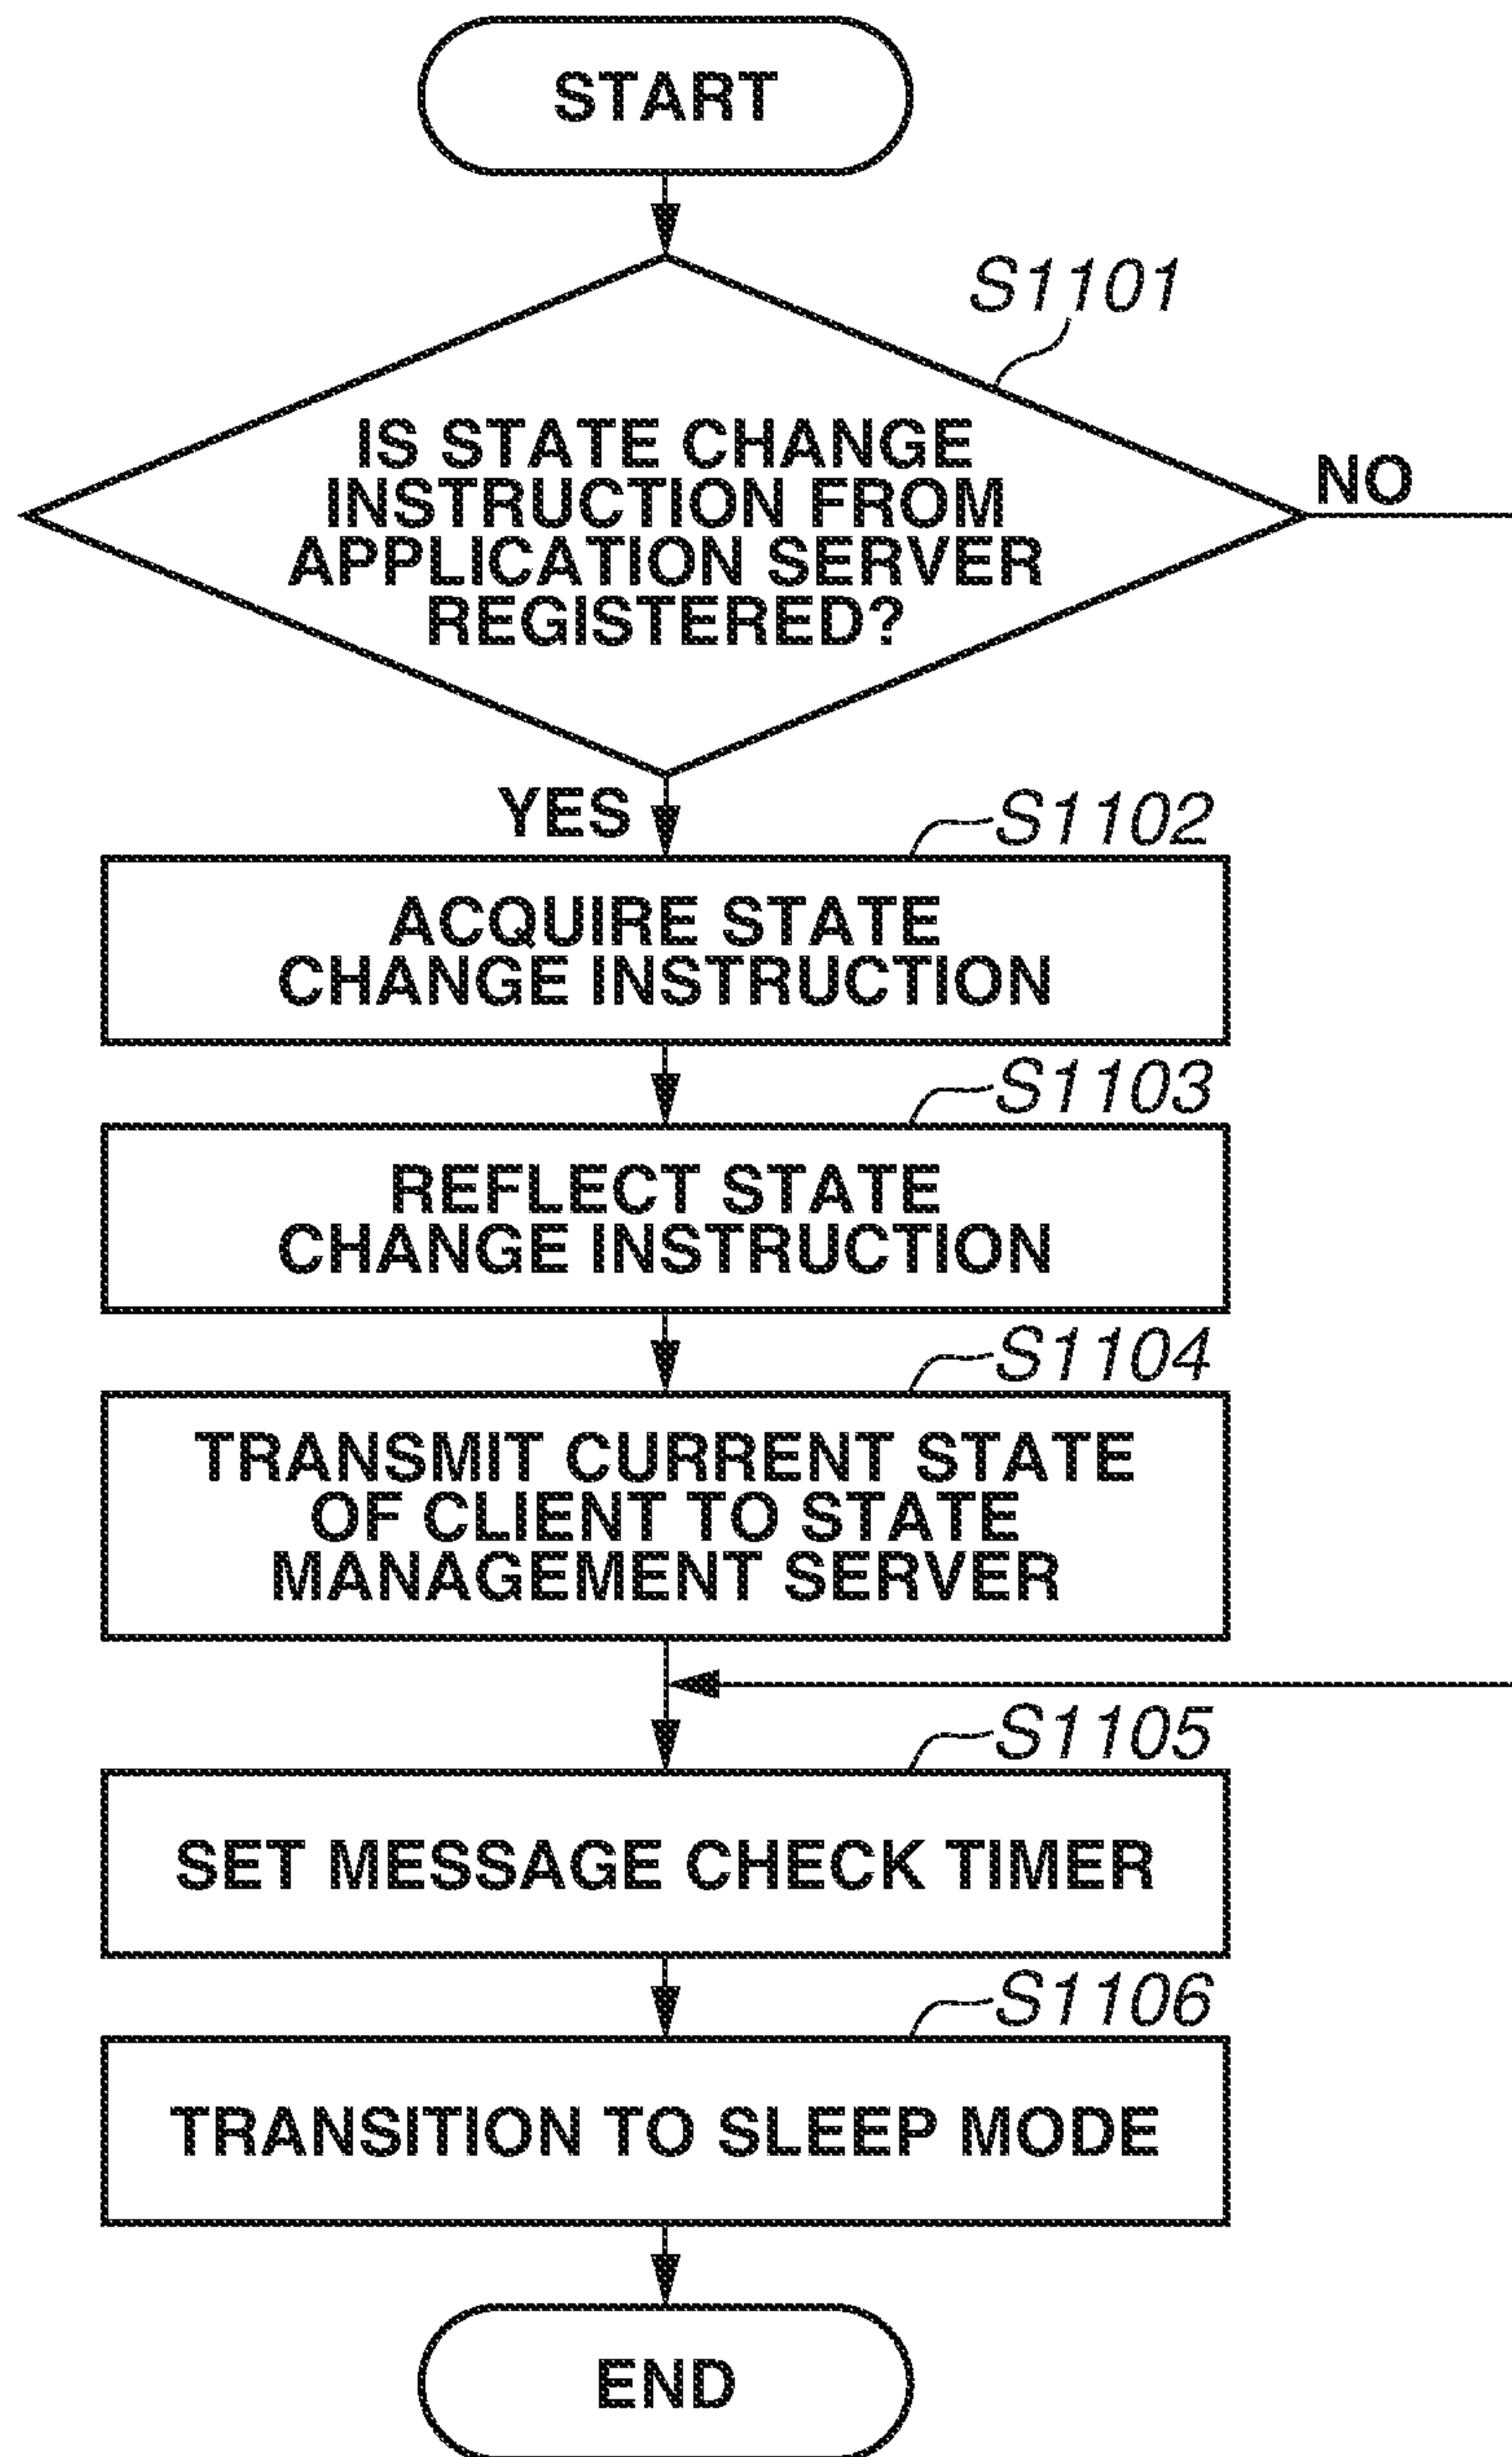 START
S1101
IS STATE CHANGE
INSTRUCTION FROM
APPLICATION SERVER
REGISTERED?
NO
YES
S1102
ACQUIRE STATE
CHANGE INSTRUCTION
S1103
REFLECT STATE
CHANGE INSTRUCTION
S1104
TRANSMIT CURRENT STATE
OF CLIENT TO STATE
MANAGEMENT SERVER
S1105
SET MESSAGE CHECK TIMER
S1106
TRANSITION TO SLEEP MODE
END